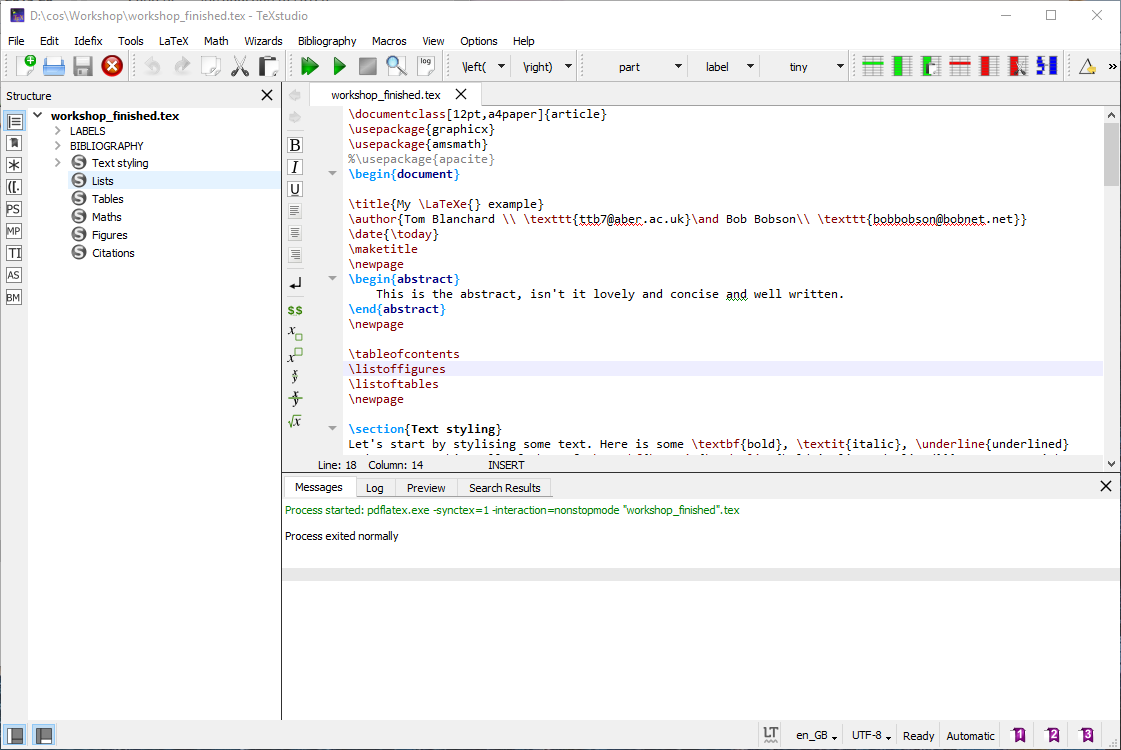 D:\cos\Workshop\workshop_finished.tex - TeXstudio
File Edit Idefix Tools LaTeX Math Wizards Bibliography Macros View Options Help
log \left( \right) part label tiny »
Structure
workshop_finished.tex
LABELS
BIBLIOGRAPHY
S Text styling
S Lists
S Tables
S Maths
S Figures
S Citations
([.
PS
MP
TI
AS
BM
workshop_finished.tex
B
I
U
$$
\documentclass[12pt,a4paper]{article}
\usepackage{graphicx}
\usepackage{amsmath}
%\usepackage{apacite}
\begin{document}
\title{My \LaTeXe{} example}
\author{Tom Blanchard \\ \texttt{ttb7@aber.ac.uk}\and Bob Bobson\\ \texttt{bobbobson@bobnet.net}}
\date{\today}
\maketitle
\newpage
\begin{abstract}
This is the abstract, isn't it lovely and concise and well written.
\end{abstract}
\newpage
\tableofcontents
\listoffigures
\listoftables
\newpage
\section{Text styling}
Let's start by stylising some text. Here is some \textbf{bold}, \textit{italic}, \underline{underlined}
Line: 18 Column: 14 INSERT
Messages Log Preview Search Results
Process started: pdflatex.exe -synctex=1 -interaction=nonstopmode "workshop_finished".tex
Process exited normally
LT en_GB UTF-8 Ready Automatic 1 2 3